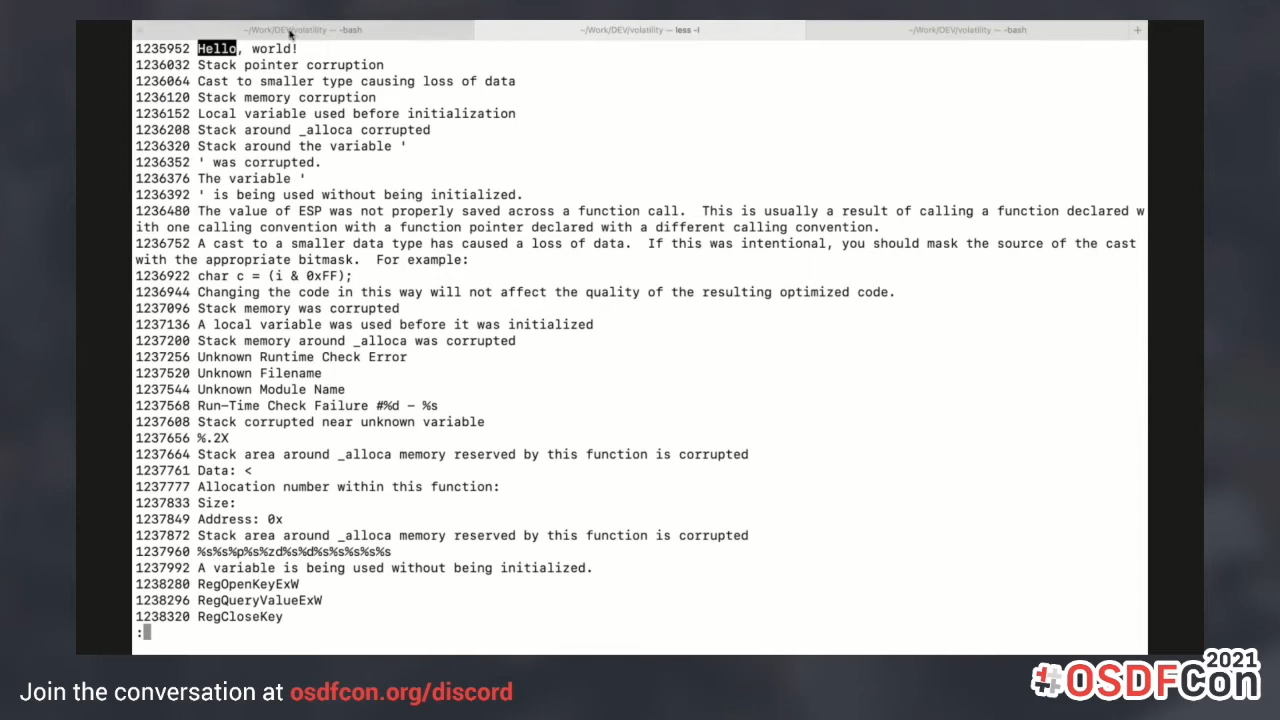 ~/Work/DEV/volatility — -bash
~/Work/DEV/volatility — less -i
~/Work/DEV/volatility — -bash
+
1235952 Hello, world!
1236032 Stack pointer corruption
1236064 Cast to smaller type causing loss of data
1236120 Stack memory corruption
1236152 Local variable used before initialization
1236208 Stack around _alloca corrupted
1236320 Stack around the variable '
1236352 ' was corrupted.
1236376 The variable '
1236392 ' is being used without being initialized.
1236480 The value of ESP was not properly saved across a function call.  This is usually a result of calling a function declared w
ith one calling convention with a function pointer declared with a different calling convention.
1236752 A cast to a smaller data type has caused a loss of data.  If this was intentional, you should mask the source of the cast
with the appropriate bitmask.  For example:
1236922 char c = (i & 0xFF);
1236944 Changing the code in this way will not affect the quality of the resulting optimized code.
1237096 Stack memory was corrupted
1237136 A local variable was used before it was initialized
1237200 Stack memory around _alloca was corrupted
1237256 Unknown Runtime Check Error
1237520 Unknown Filename
1237544 Unknown Module Name
1237568 Run-Time Check Failure #%d - %s
1237608 Stack corrupted near unknown variable
1237656 %.2X
1237664 Stack area around _alloca memory reserved by this function is corrupted
1237761 Data: <
1237777 Allocation number within this function:
1237833 Size:
1237849 Address: 0x
1237872 Stack area around _alloca memory reserved by this function is corrupted
1237960 %s%s%p%s%zd%s%d%s%s%s%s%s
1237992 A variable is being used without being initialized.
1238280 RegOpenKeyExW
1238296 RegQueryValueExW
1238320 RegCloseKey
:
Join the conversation at osdfcon.org/discord
2021
#OSDFCon